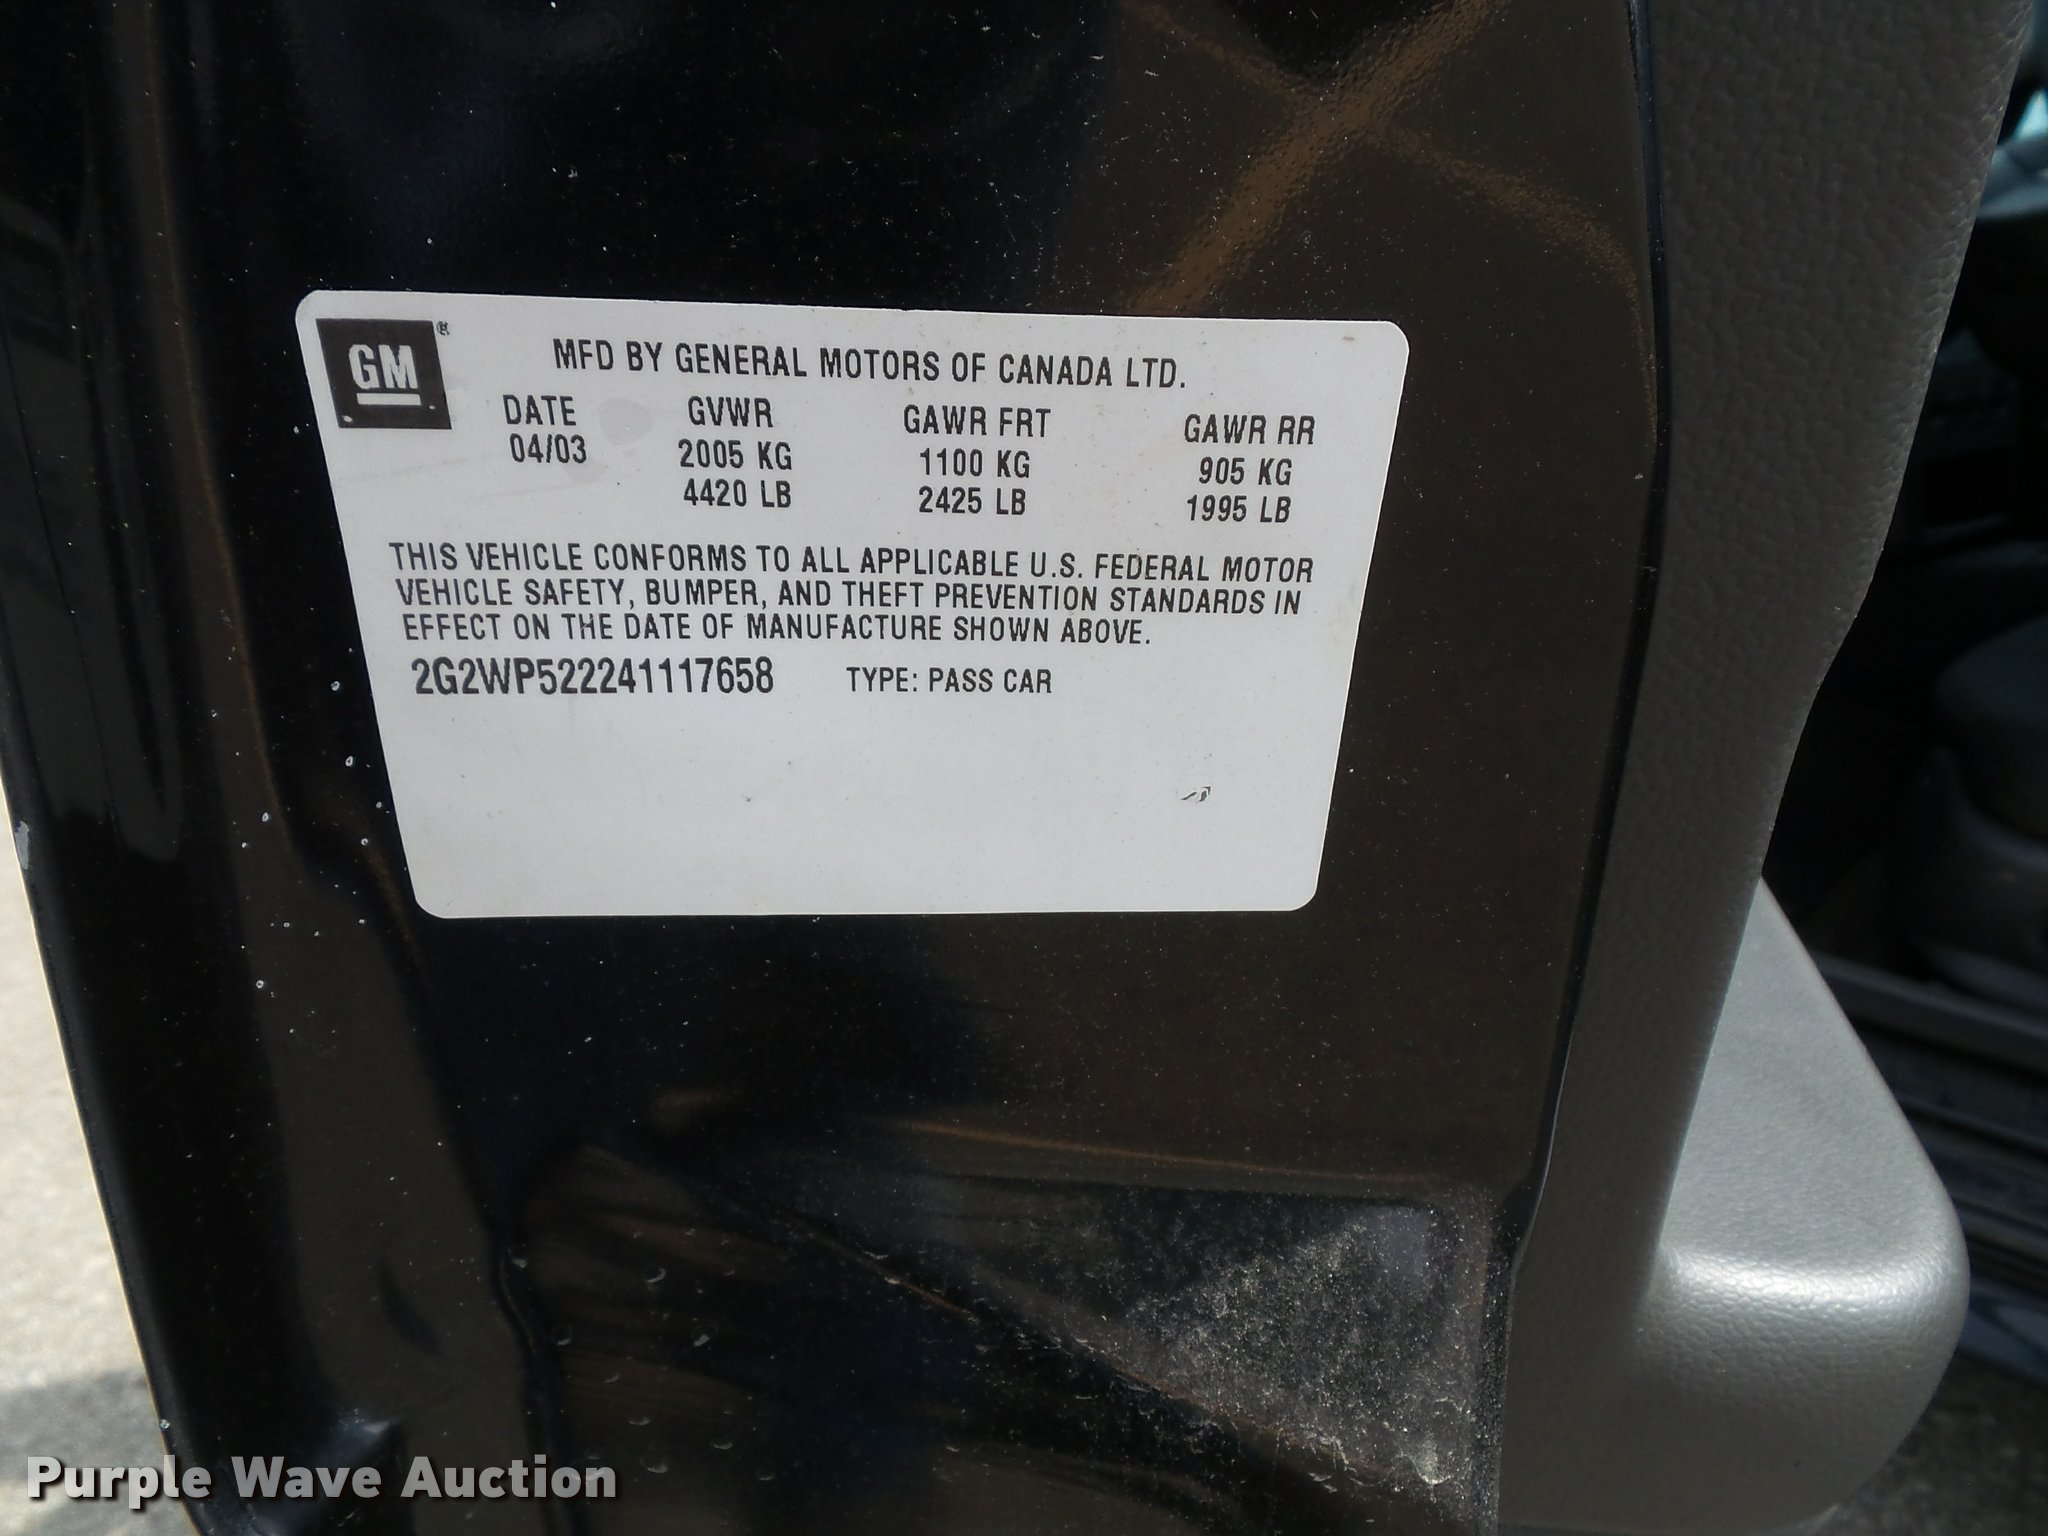 GM®
MFD BY GENERAL MOTORS OF CANADA LTD.
DATE GVWR GAWR FRT GAWR RR
04/03 2005 KG 1100 KG 905 KG
4420 LB 2425 LB 1995 LB
THIS VEHICLE CONFORMS TO ALL APPLICABLE U.S. FEDERAL MOTOR
VEHICLE SAFETY, BUMPER, AND THEFT PREVENTION STANDARDS IN
EFFECT ON THE DATE OF MANUFACTURE SHOWN ABOVE.
2G2WP522241117658 TYPE: PASS CAR
Purple Wave Auction